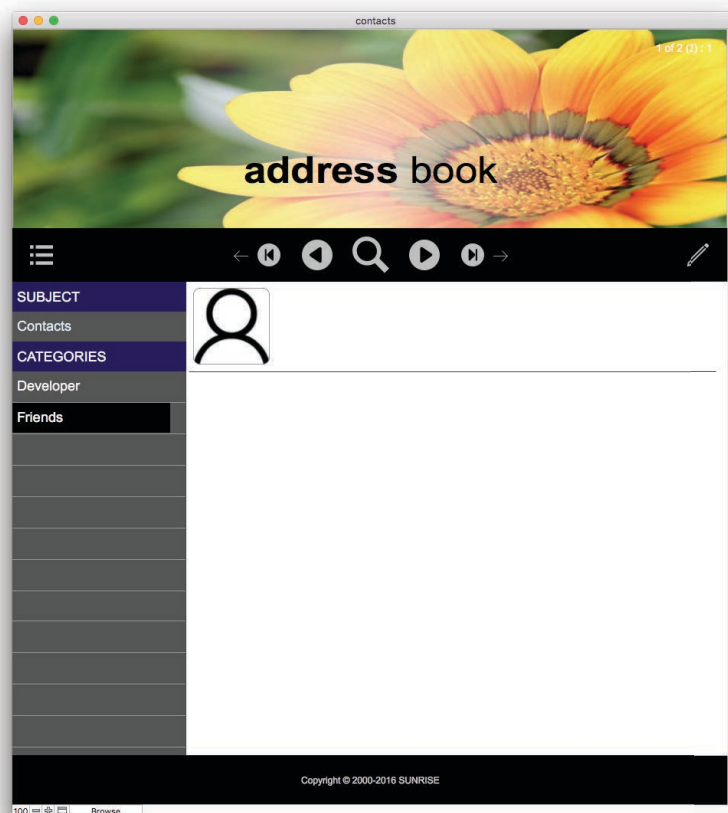 contacts
1 of 2 (2) : 1
address book
SUBJECT
Contacts
CATEGORIES
Developer
Friends
Copyright © 2000-2016 SUNRISE
100
Browse